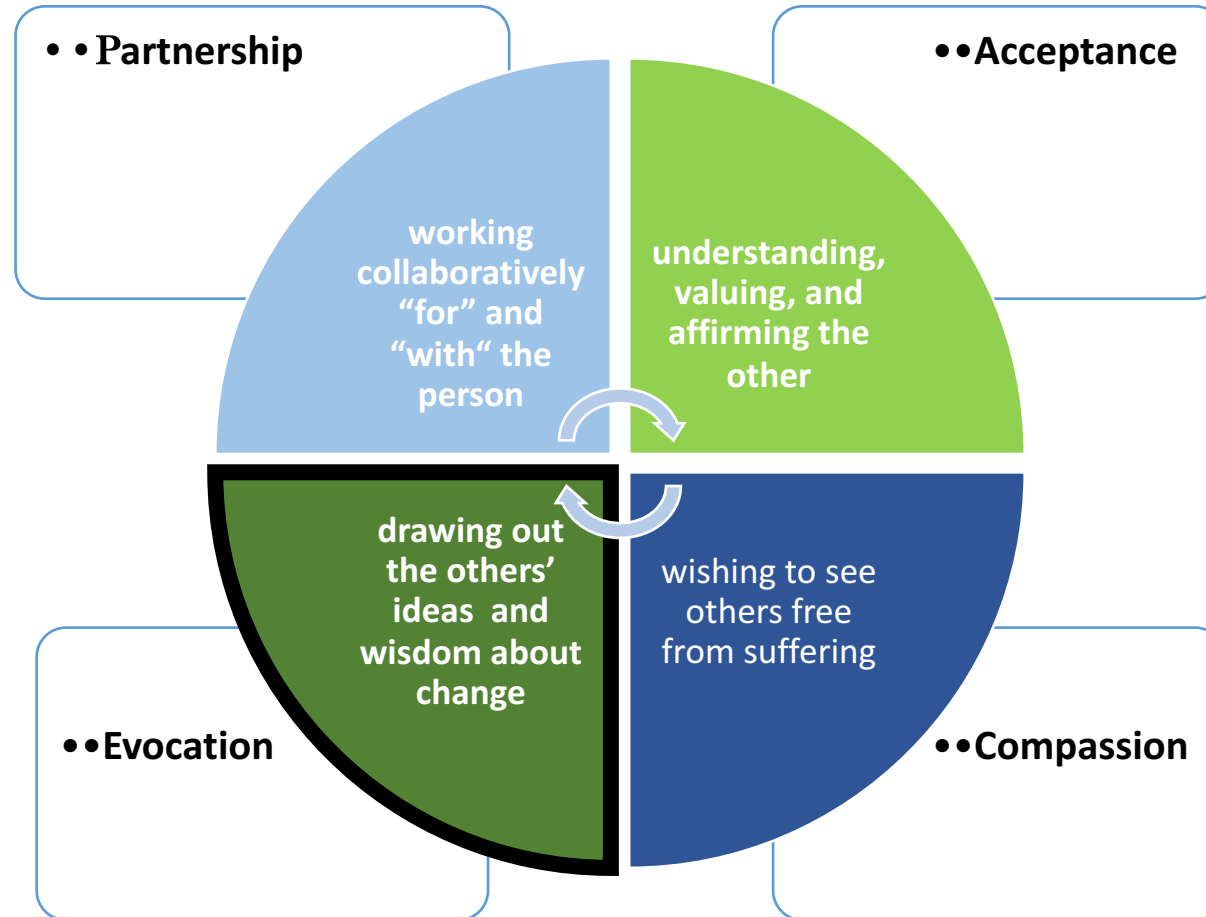 • • Partnership
••Acceptance
working
collaboratively
“for” and
“with“ the
person
understanding,
valuing, and
affirming the
other
drawing out
the others’
ideas  and
wisdom about
change
wishing to see
others free
from suffering
••Evocation
••Compassion